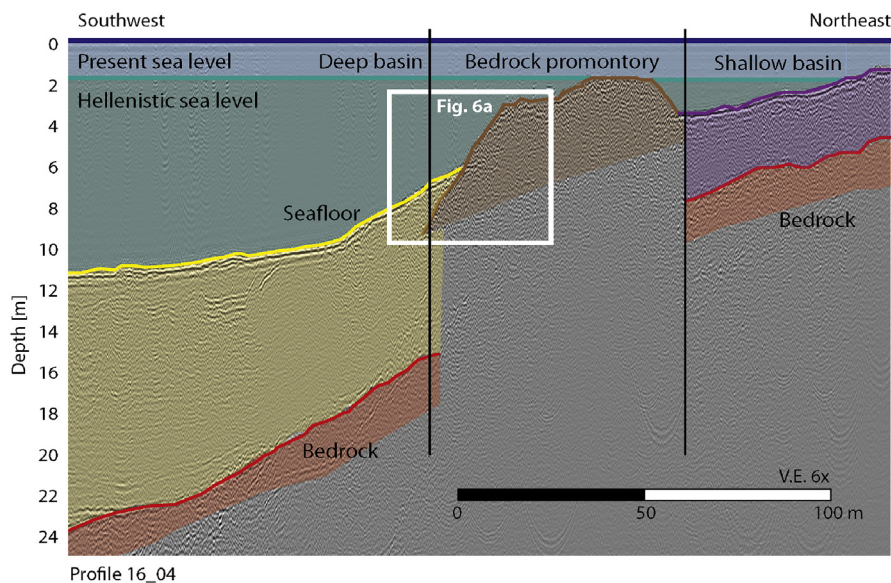 Southwest
Northeast
0
Present sea level
Deep basin
Bedrock promontory
Shallow basin
2
Hellenistic sea level
Fig. 6a
4
6
8
Seafloor
Bedrock
10
12
14
Depth [m]
16
18
Bedrock
20
V.E. 6x
22
0
50
100 m
24
Profile 16_04